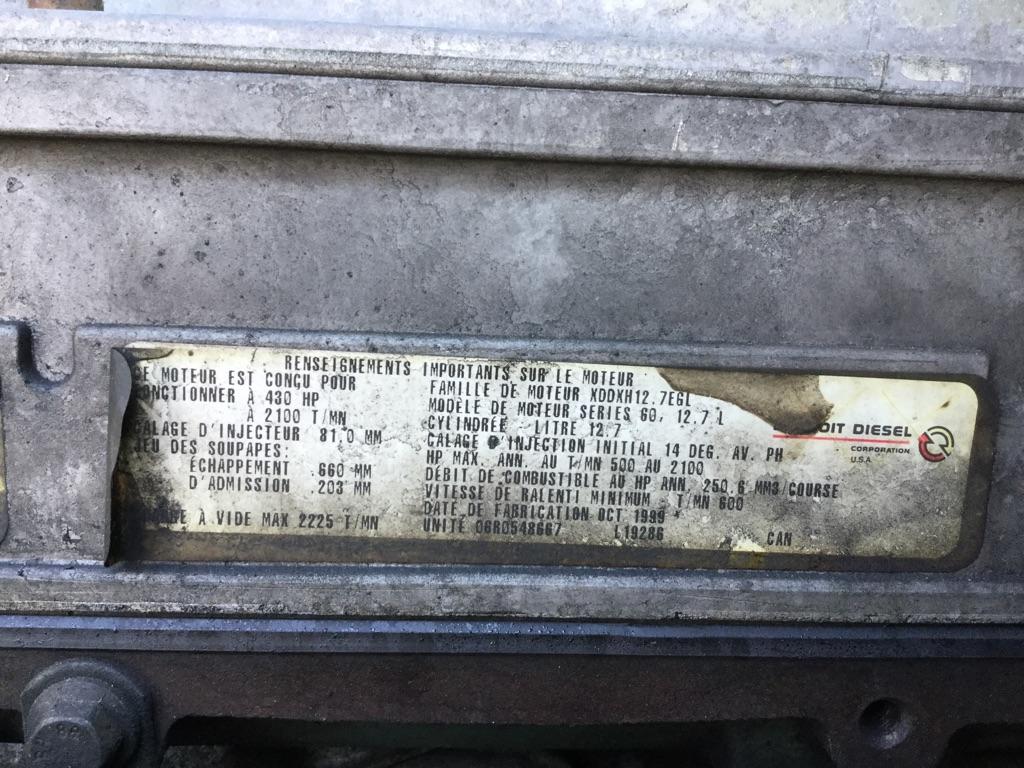 RENSEIGNEMENTS IMPORTANTS SUR LE MOTEUR
MOTEUR EST CONÇU POUR
À 430 HP
À 2100 T/MN
D'INJECTEUR 81,0 MM
DES SOUPAPES:
ÉCHAPPEMENT .660 MM
D'ADMISSION .203 MM
À VIDE MAX 2225 T/MN
FAMILLE DE MOTEUR XDDXH12.7EGL
MODÈLE DE MOTEUR SERIES 60, 12.7 L
CYLINDRÉE - LITRE 12.7
CALAGE D'INJECTION INITIAL 14 DEG. AV. PH
HP MAX. ANN. AU T/MN 500 AU 2100
DÉBIT DE COMBUSTIBLE AU HP ANN. 250.6 MM3/COURSE
VITESSE DE RALENTI MINIMUM T/MN 600
DATE DE FABRICATION OCT 1999 *
UNITÉ 06R0548667 L19286 CAN
DIESEL
CORPORATION
U.S.A.